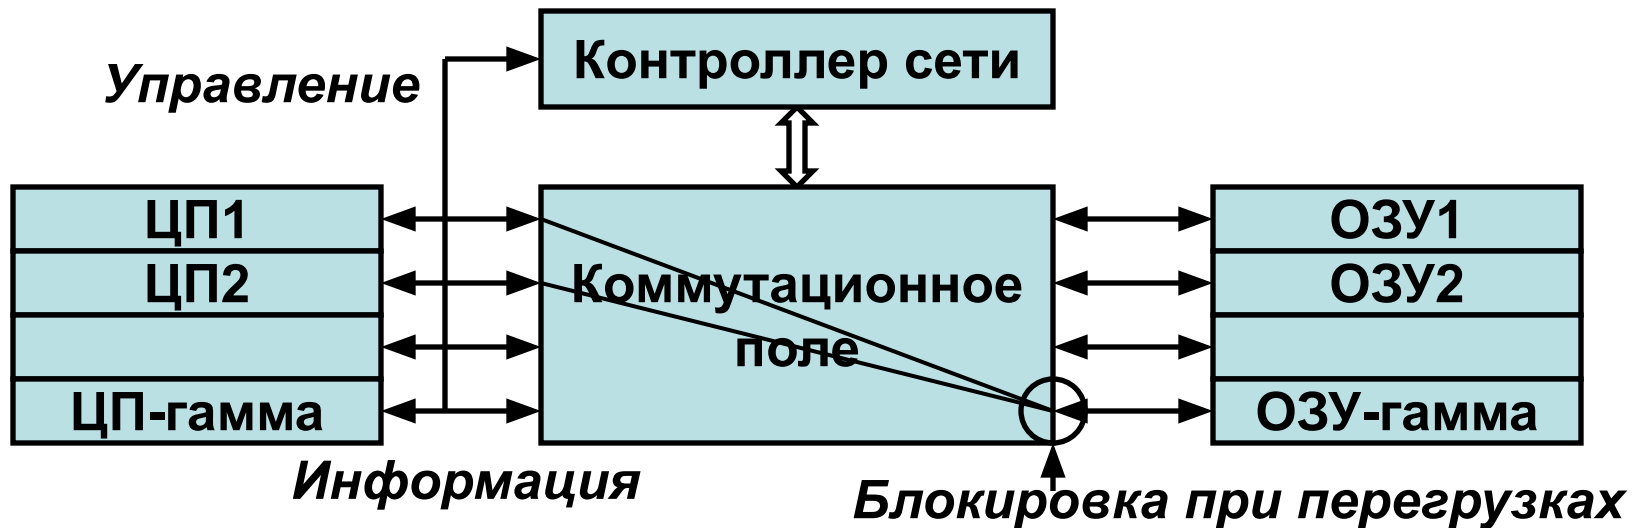 Контроллер сети
Управление
ЦП1
ЦП2
ЦП-гамма
Коммутационное
поле
ОЗУ1
ОЗУ2
ОЗУ-гамма
Информация
Блокировка при перегрузках